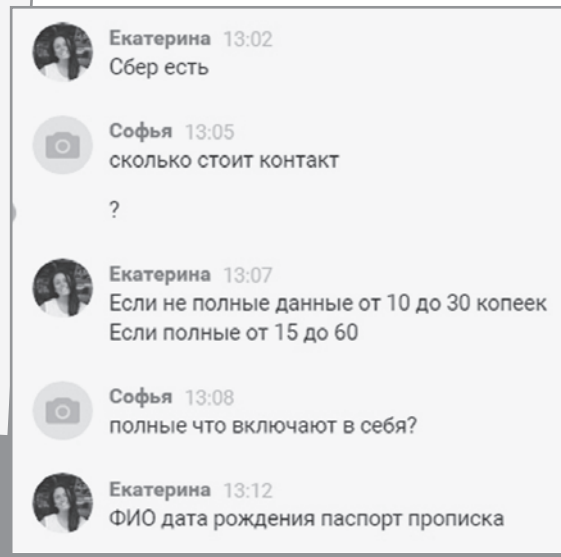 Екатерина 13:02
Сбер есть
Софья 13:05
сколько стоит контакт
?
Екатерина 13:07
Если не полные данные от 10 до 30 копеек
Если полные от 15 до 60
Софья 13:08
полные что включают в себя?
Екатерина 13:12
ФИО дата рождения паспорт прописка